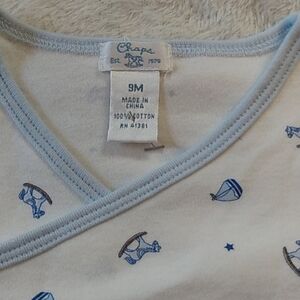 Chaps
EST. 1978
9M
MADE IN
CHINA
100% COTTON
RN 41381